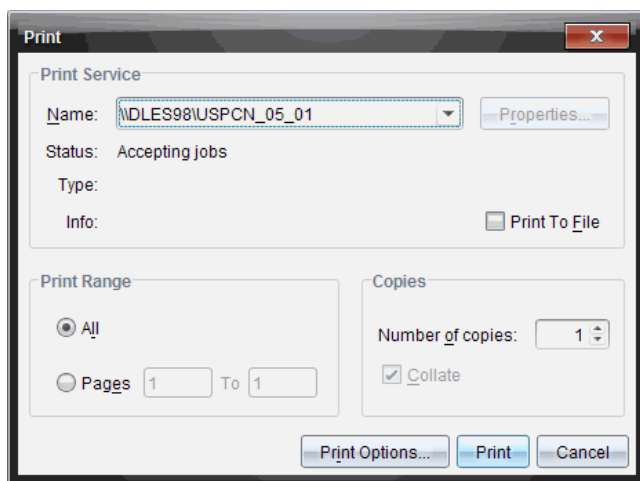 Print
Print Service
Name: \\DLES98\USPCN_05_01 Properties...
Status: Accepting jobs
Type:
Info: Print To File
Print Range
All
Pages 1 To 1
Copies
Number of copies: 1
Collate
Print Options... Print Cancel